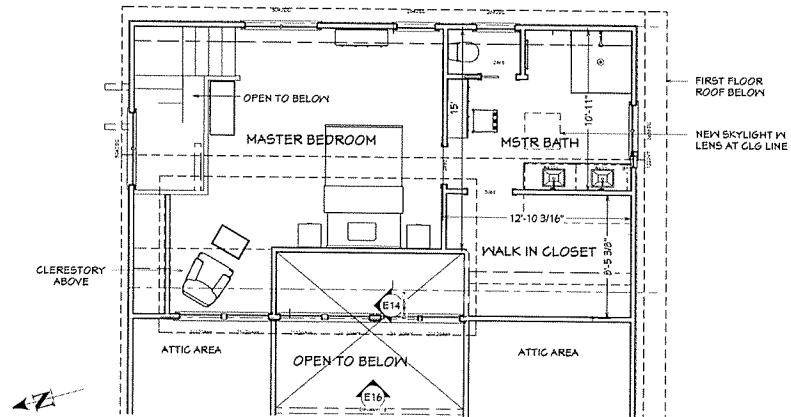 FIRST FLOOR
ROOF BELOW
OPEN TO BELOW
15'
10'-11"
MASTER BEDROOM
MSTR BATH
NEW SKYLIGHT W
LENS AT CLG LINE
12'-10 3/16"
WALK IN CLOSET
8'-5 3/8"
CLERESTORY
ABOVE
E14
ATTIC AREA
OPEN TO BELOW
ATTIC AREA
E16
N